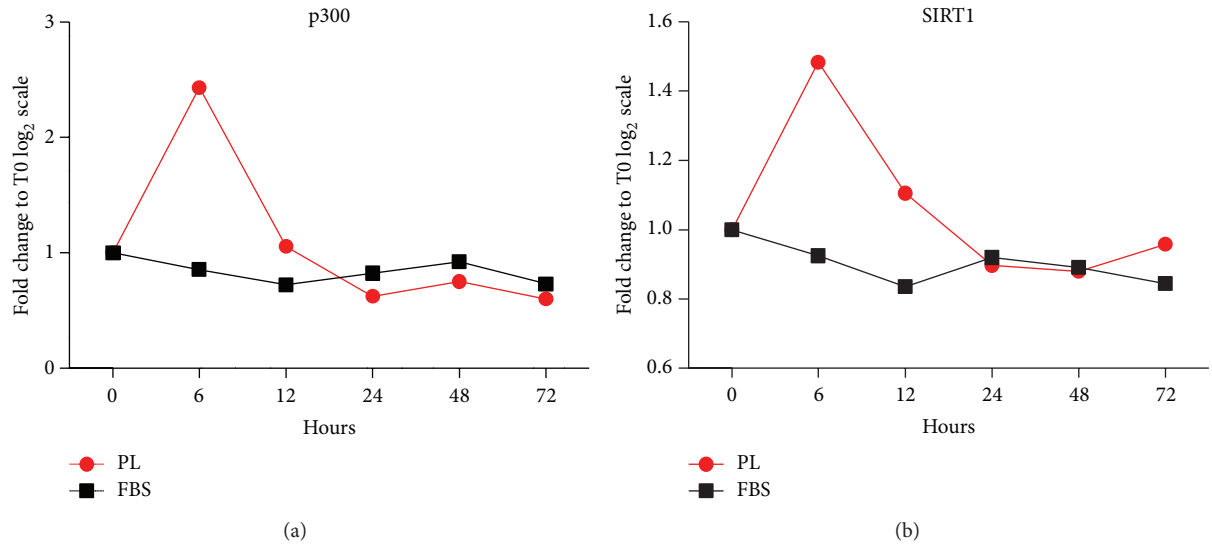 p300
Fold change to T0 log₂ scale
3
2
1
0
0 6 12 24 48 72
Hours
PL
FBS
(a)
SIRT1
Fold change to T0 log₂ scale
1.6
1.4
1.2
1.0
0.8
0.6
0 6 12 24 48 72
Hours
PL
FBS
(b)